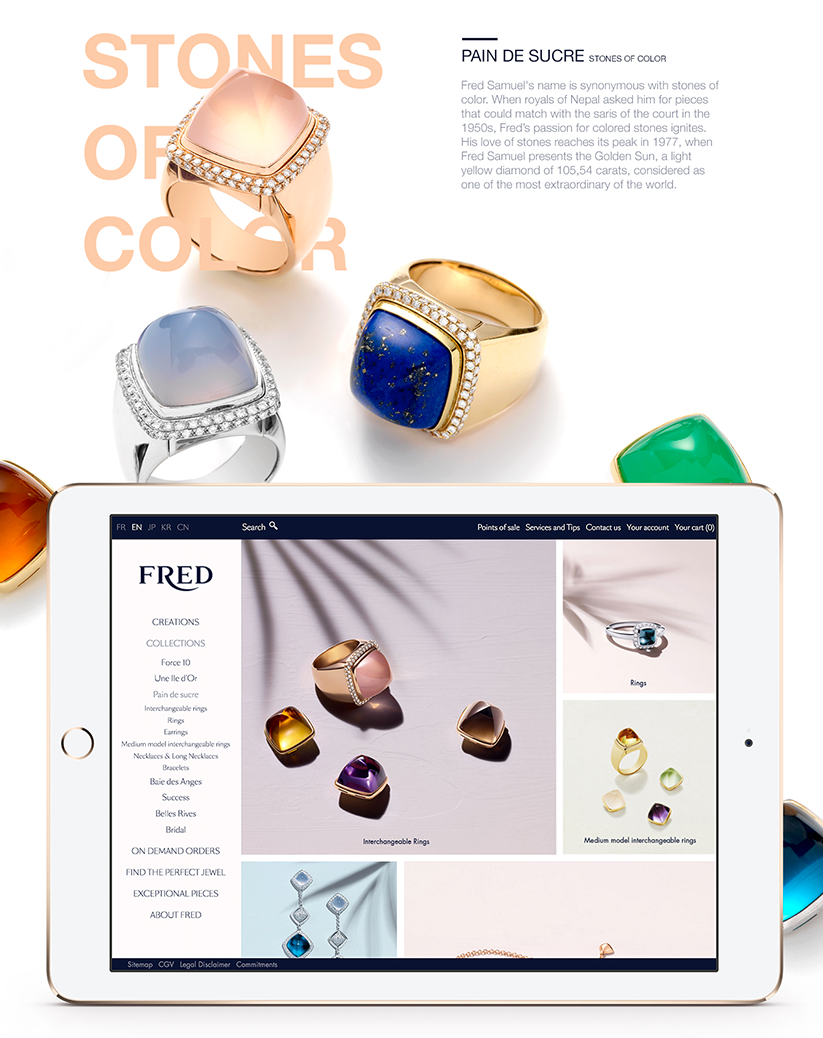 STONES
OF
COLOR
PAIN DE SUCRE STONES OF COLOR
Fred Samuel's name is synonymous with stones of
color. When royals of Nepal asked him for pieces
that could match with the saris of the court in the
1950s, Fred's passion for colored stones ignites.
His love of stones reaches its peak in 1977, when
Fred Samuel presents the Golden Sun, a light
yellow diamond of 105,54 carats, considered as
one of the most extraordinary of the world.
FR EN JP KR CN
Search
Points of sale Services and Tips Contact us Your account Your cart (0)
FRED
CREATIONS
COLLECTIONS
Force 10
Une Ile d'Or
Pain de sucre
Interchangeable rings
Rings
Earrings
Medium model interchangeable rings
Necklaces & Long Necklaces
Bracelets
Baie des Anges
Success
Belles Rives
Bridal
ON DEMAND ORDERS
FIND THE PERFECT JEWEL
EXCEPTIONAL PIECES
ABOUT FRED
Interchangeable Rings
Rings
Medium model interchangeable rings
Sitemap CGV Legal Disclaimer Commitments